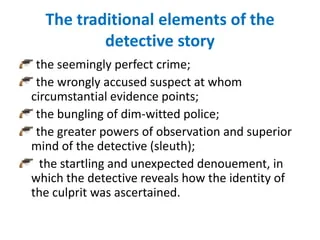 The traditional elements of the
detective story
the seemingly perfect crime;
the wrongly accused suspect at whom
circumstantial evidence points;
the bungling of dim-witted police;
the greater powers of observation and superior
mind of the detective (sleuth);
the startling and unexpected denouement, in
which the detective reveals how the identity of
the culprit was ascertained.